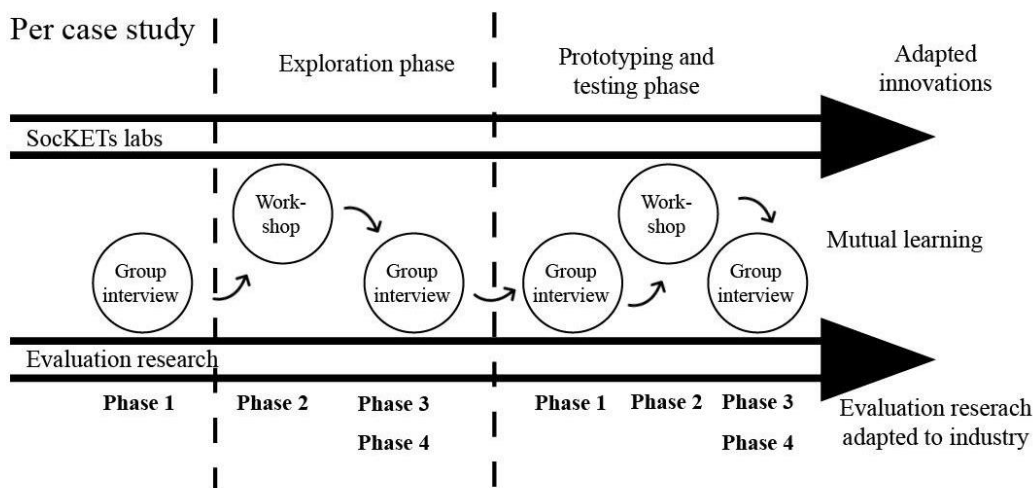 Per case study
Exploration phase
Prototyping and
testing phase
Adapted
innovations
SocKETs labs
Work-
shop
Work-
shop
Group
interview
Group
interview
Group
interview
Group
interview
Mutual learning
Evaluation research
Phase 1
Phase 2
Phase 3
Phase 4
Phase 1
Phase 2
Phase 3
Phase 4
Evaluation reserach
adapted to industry